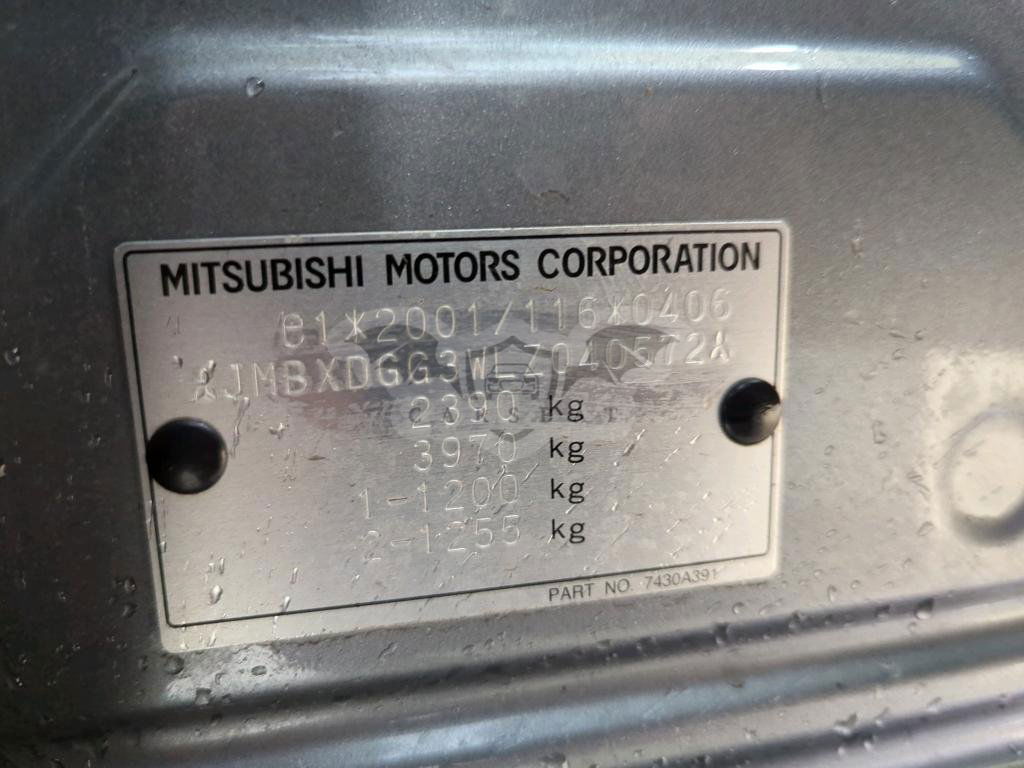 MITSUBISHI MOTORS CORPORATION
e1*2001/116*0406
*JMBXDGG3WLZ040572*
2390 kg
3970 kg
1-1200 kg
2-1255 kg
PART NO. 7430A391